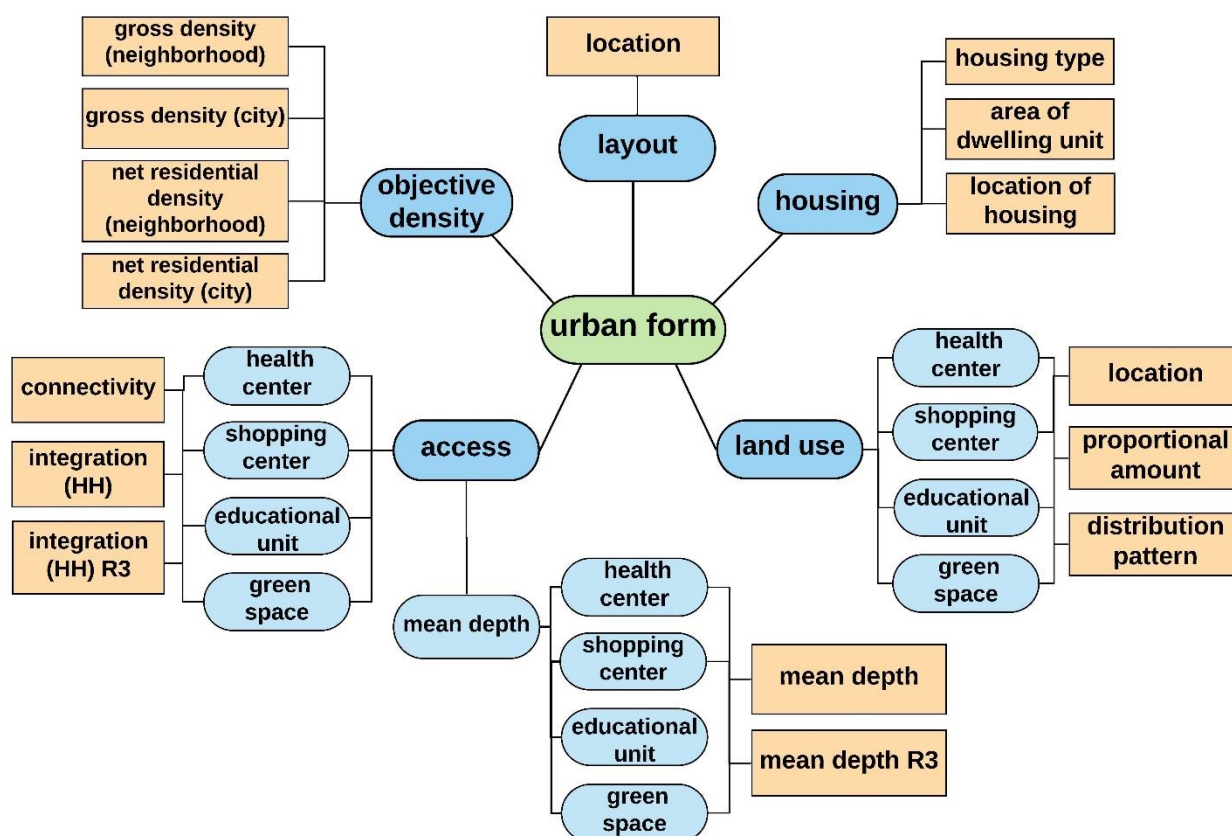 gross density
(neighborhood)
gross density (city)
net residential
density
(neighborhood)
net residential
density (city)
objective
density
location
layout
housing
housing type
area of
dwelling unit
location of
housing
urban form
connectivity
integration
(HH)
integration
(HH) R3
health
center
shopping
center
educational
unit
green
space
access
mean depth
health
center
shopping
center
educational
unit
green
space
mean depth
mean depth R3
land use
health
center
shopping
center
educational
unit
green
space
location
proportional
amount
distribution
pattern